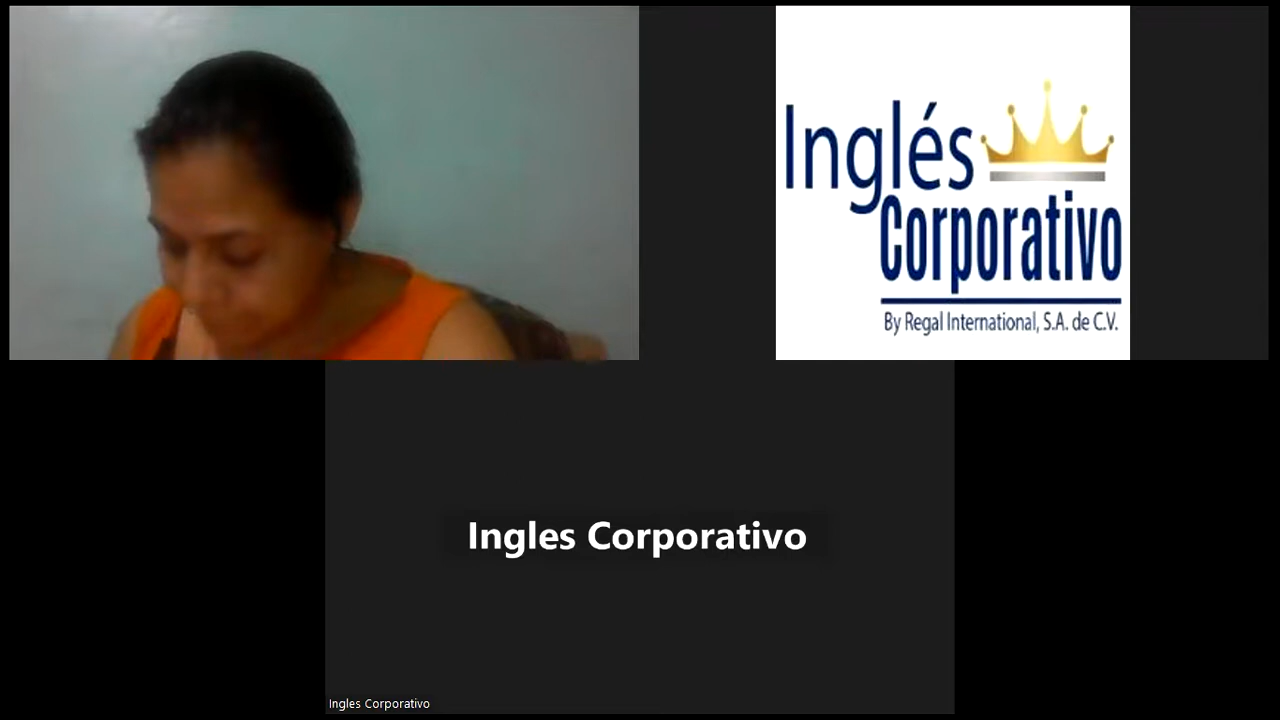 Inglés
Corporativo
By Regal International, S.A. de C.V.
Ingles Corporativo
Ingles Corporativo